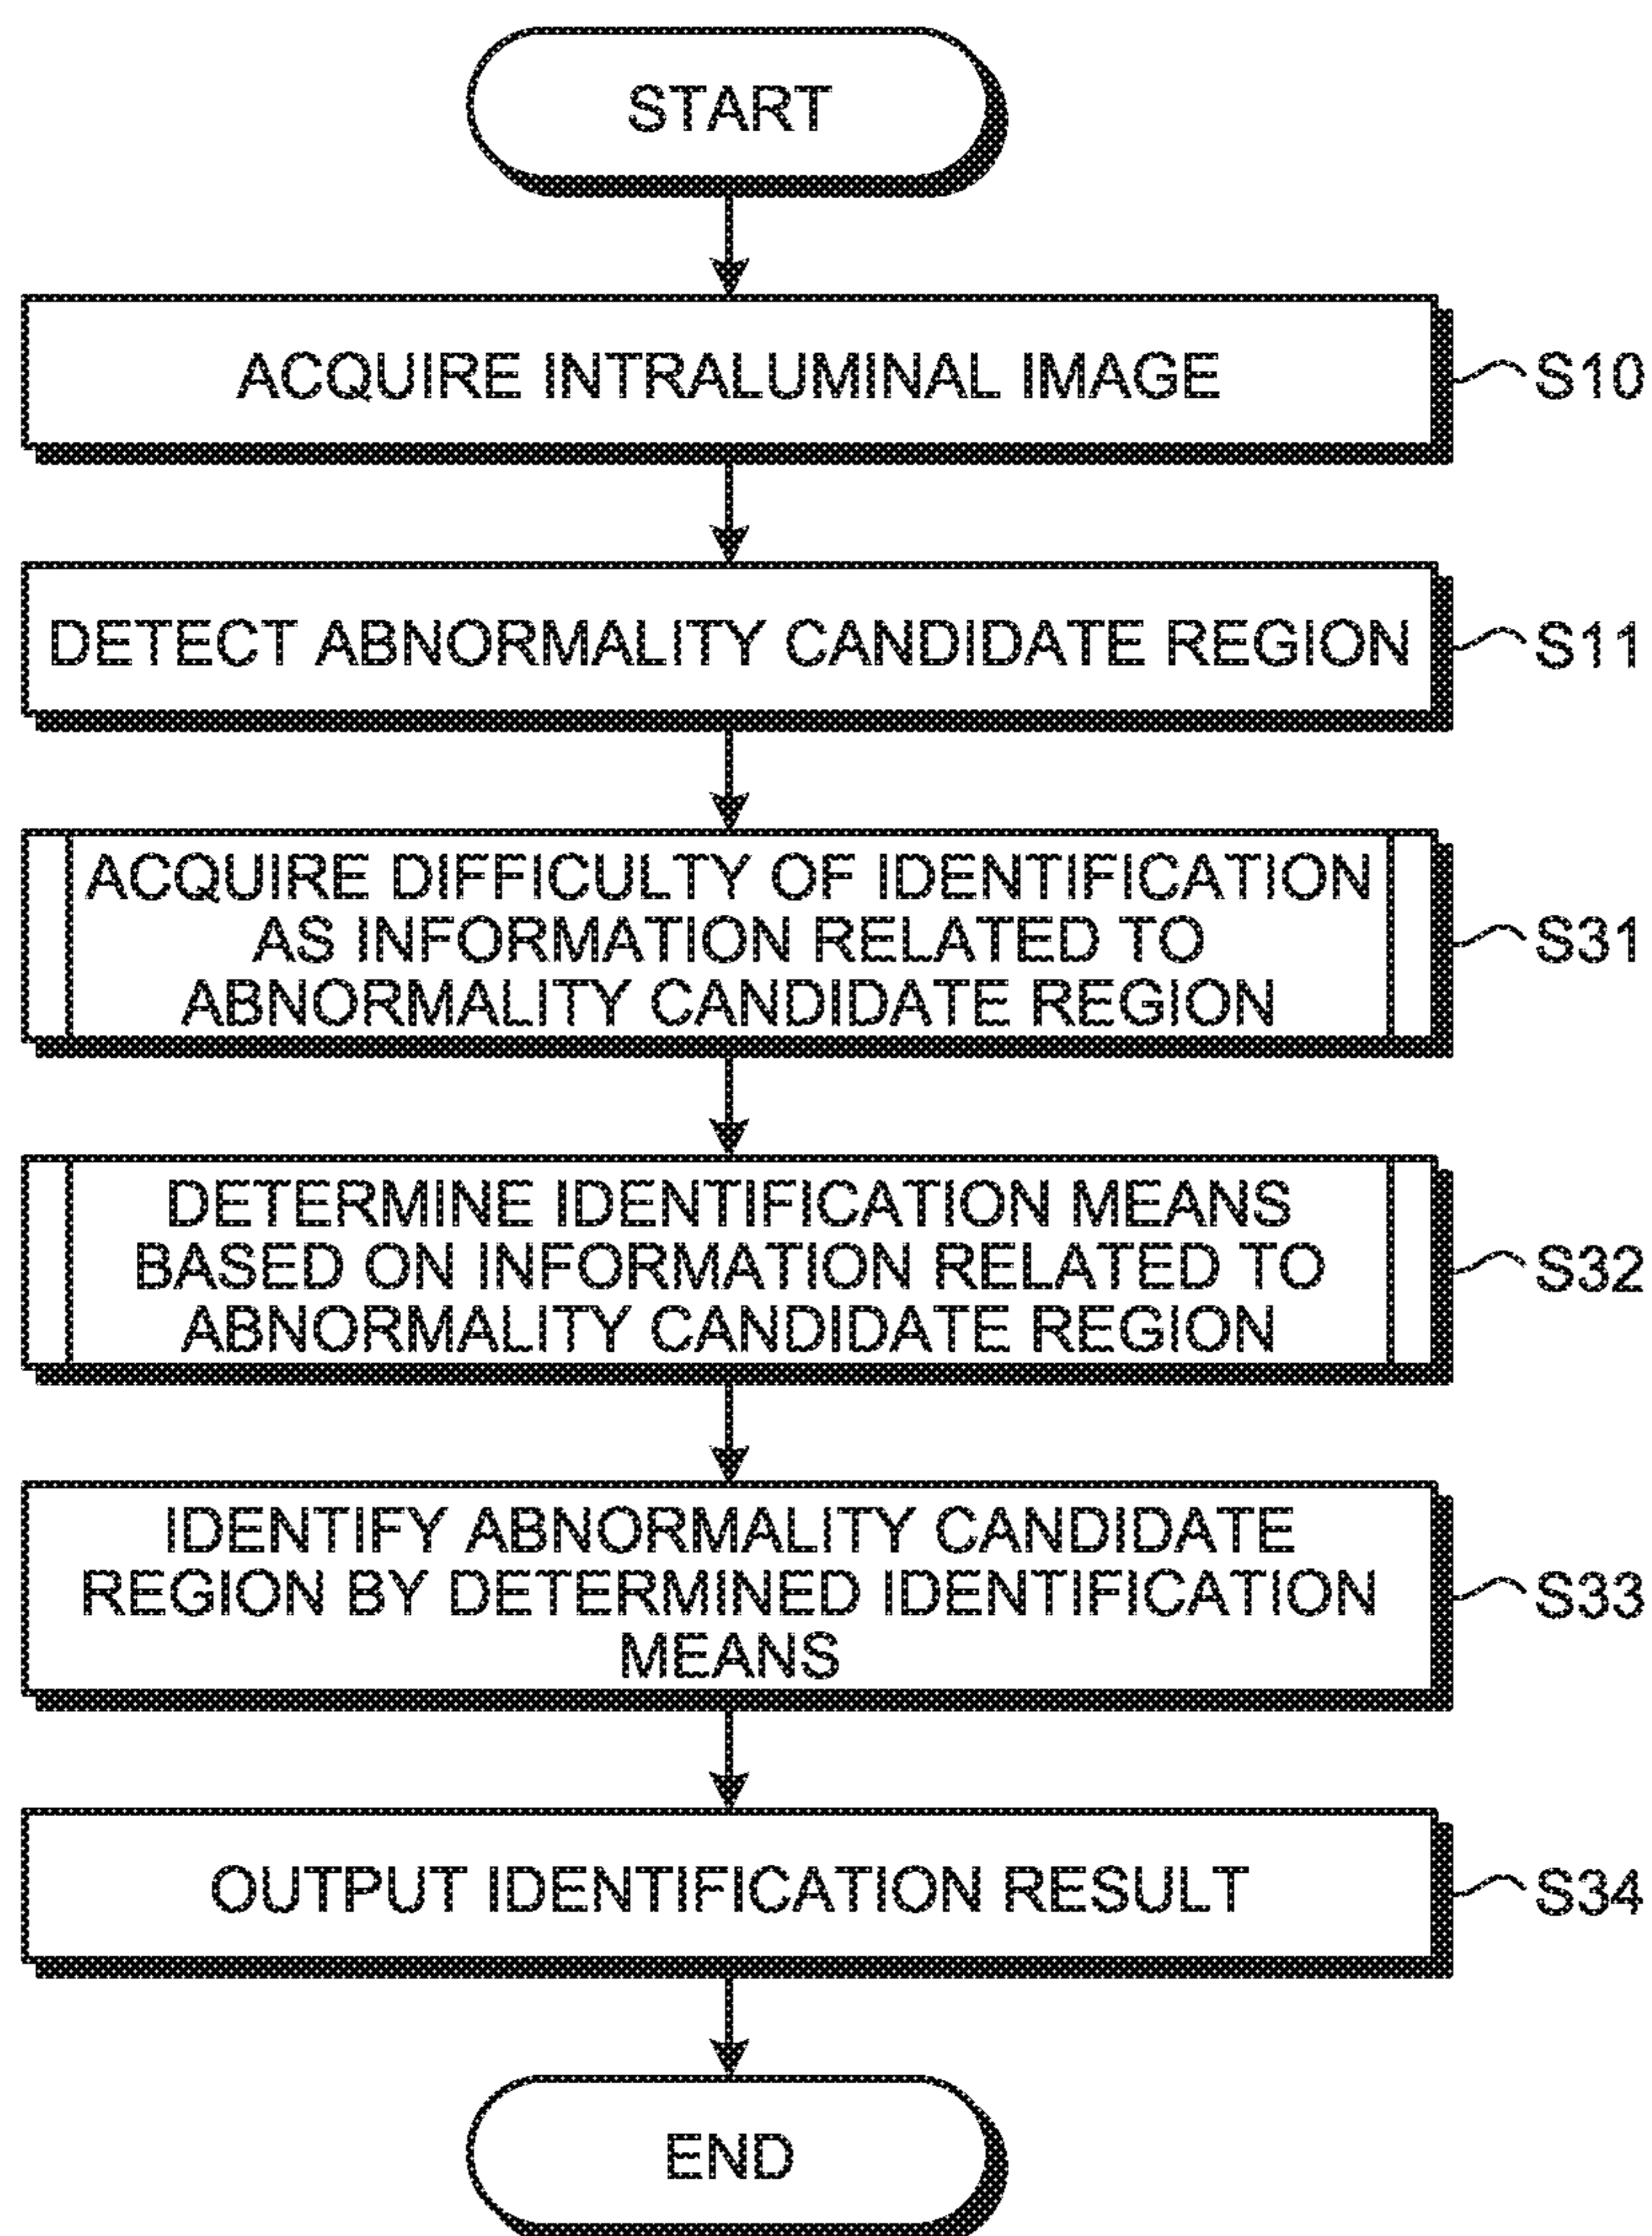 START
ACQUIRE INTRALUMINAL IMAGE
S10
DETECT ABNORMALITY CANDIDATE REGION
S11
ACQUIRE DIFFICULTY OF IDENTIFICATION
AS INFORMATION RELATED TO
ABNORMALITY CANDIDATE REGION
S31
DETERMINE IDENTIFICATION MEANS
BASED ON INFORMATION RELATED TO
ABNORMALITY CANDIDATE REGION
S32
IDENTIFY ABNORMALITY CANDIDATE
REGION BY DETERMINED IDENTIFICATION
MEANS
S33
OUTPUT IDENTIFICATION RESULT
S34
END